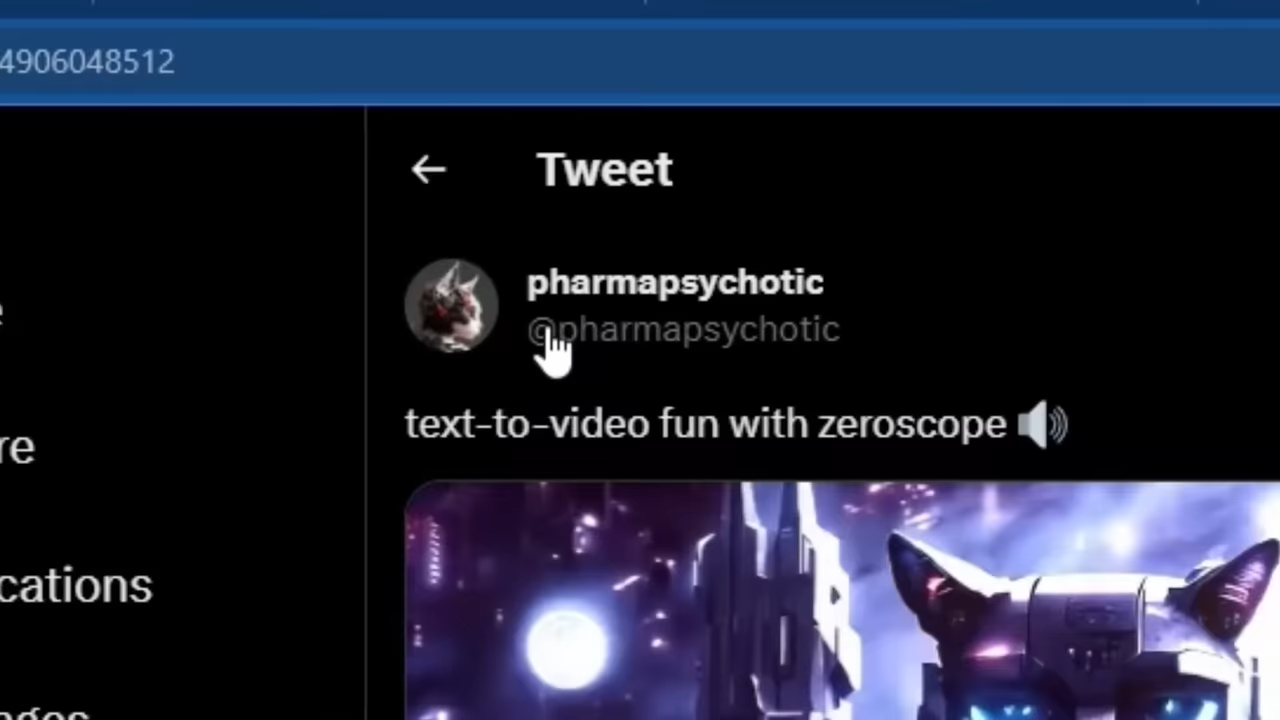 4906048512
Tweet
pharmapsychotic
@pharmapsychotic
text-to-video fun with zeroscope
re
cations